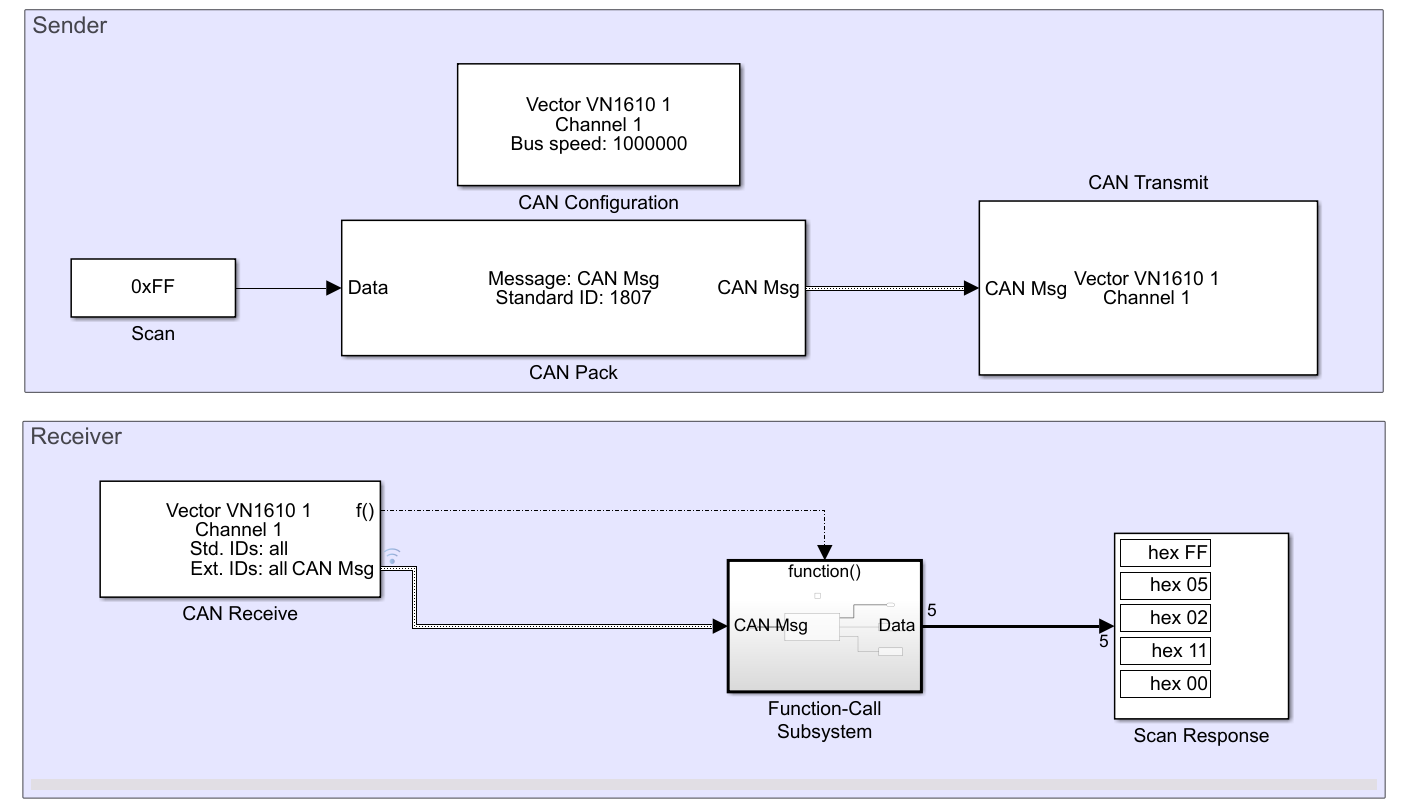 Sender
Vector VN1610 1
Channel 1
Bus speed: 1000000
CAN Configuration
CAN Transmit
0xFF
Scan
Data
Message: CAN Msg
Standard ID: 1807
CAN Msg
CAN Pack
CAN Msg
Vector VN1610 1
Channel 1
Receiver
Vector VN1610 1
Channel 1
Std. IDs: all
Ext. IDs: all
f()
CAN Msg
CAN Receive
function()
CAN Msg
Data
Function-Call
Subsystem
5
5
hex FF
hex 05
hex 02
hex 11
hex 00
Scan Response